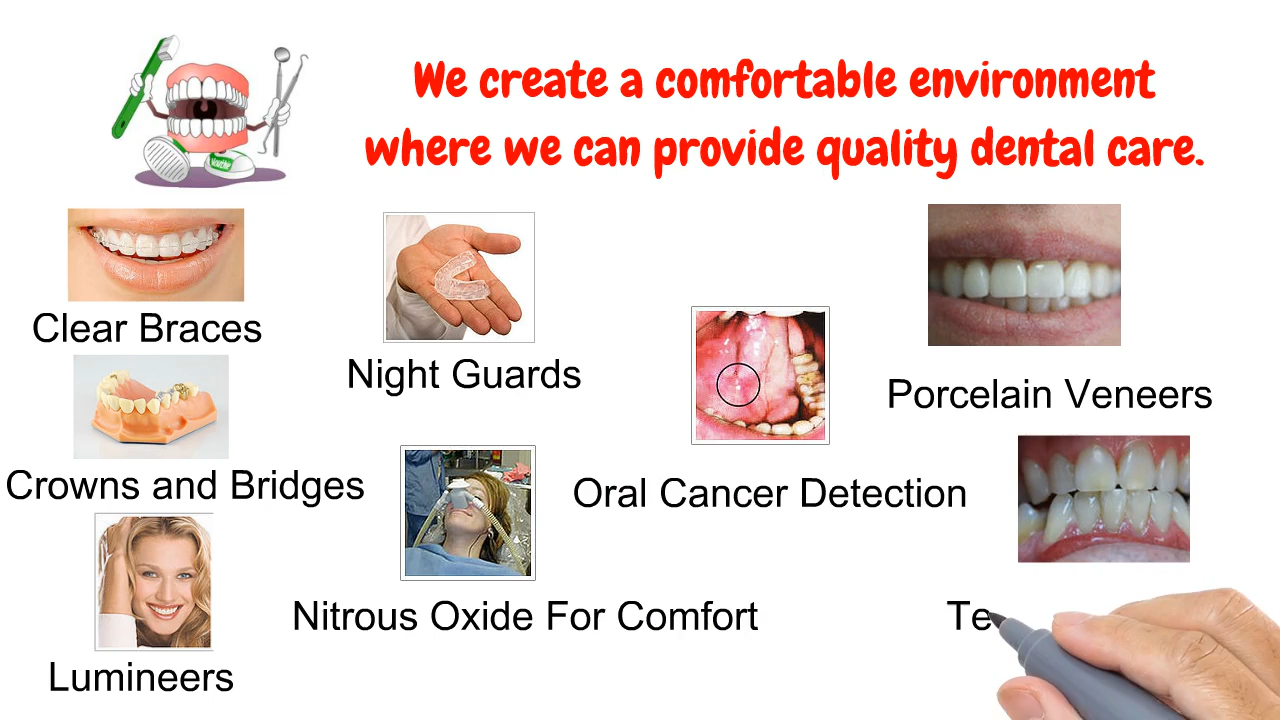 We create a comfortable environment
where we can provide quality dental care.
Clear Braces
Night Guards
Porcelain Veneers
Crowns and Bridges
Oral Cancer Detection
Nitrous Oxide For Comfort
Te
Lumineers